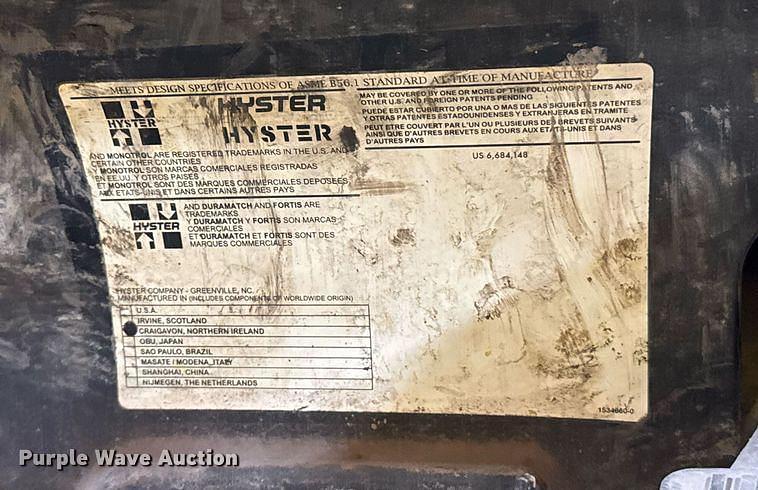 MEETS DESIGN SPECIFICATIONS OF ASME B56.1 STANDARD AT TIME OF MANUFACTURE
HYSTER
HYSTER
HYSTER
AND MONOTROL ARE REGISTERED TRADEMARKS IN THE U.S. AND
CERTAIN OTHER COUNTRIES
Y MONOTROL SON MARCAS COMERCIALES REGISTRADAS
EN EE.UU. Y OTROS PAISES
ET MONOTROL SONT DES MARQUES COMMERCIALES DEPOSEES
AUX ETATS-UNIS ET DANS CERTAINS AUTRES PAYS
HYSTER
AND DURAMATCH AND FORTIS ARE
TRADEMARKS
Y DURAMATCH Y FORTIS SON MARCAS
COMERCIALES
ET DURAMATCH ET FORTIS SONT DES
MARQUES COMMERCIALES
HYSTER COMPANY - GREENVILLE, NC.
MANUFACTURED IN (INCLUDES COMPONENTS OF WORLDWIDE ORIGIN)
U.S.A.
IRVINE, SCOTLAND
CRAIGAVON, NORTHERN IRELAND
OBU, JAPAN
SAO PAULO, BRAZIL
MASATE / MODENA, ITALY
SHANGHAI, CHINA
NIJMEGEN, THE NETHERLANDS
MAY BE COVERED BY ONE OR MORE OF THE FOLLOWING PATENTS AND
OTHER U.S. AND FOREIGN PATENTS PENDING
PUEDE ESTAR CUBIERTO POR UNA O MAS DE LAS SIGUIENTES PATENTES
Y OTRAS PATENTES ESTADOUNIDENSES Y EXTRANJERAS EN TRAMITE
PEUT ETRE COUVERT PAR L'UN OU PLUSIEURS DES BREVETS SUIVANTS
AINSI QUE D'AUTRES BREVETS EN COURS AUX ETATS-UNIS ET DANS
D'AUTRES PAYS
US 6,684,148
1534660-0
Purple Wave Auction